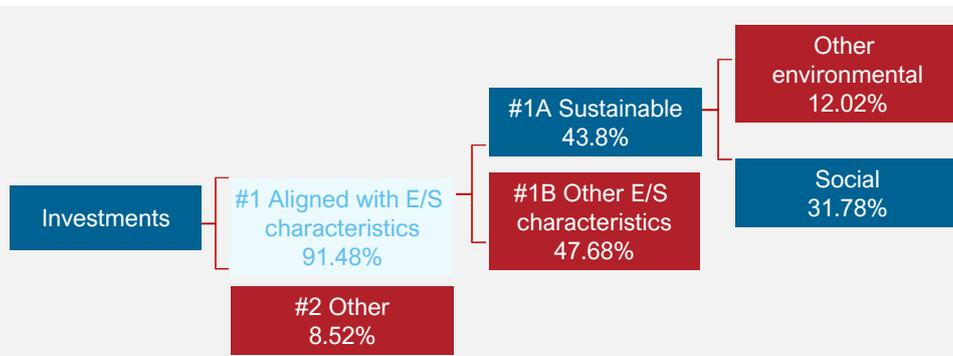 Investments
#1 Aligned with E/S
characteristics
91.48%
#2 Other
8.52%
#1A Sustainable
43.8%
#1B Other E/S
characteristics
47.68%
Other
environmental
12.02%
Social
31.78%